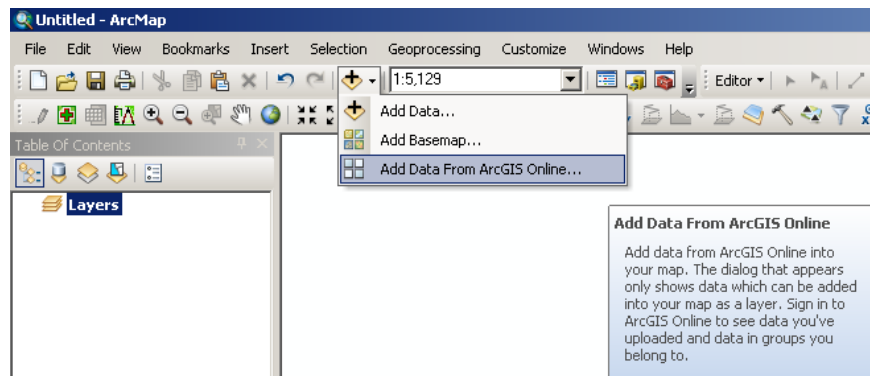 Untitled - ArcMap
File Edit View Bookmarks Insert Selection Geoprocessing Customize Windows Help
1:5,129 Editor
Add Data...
Table Of Contents
Add Basemap...
Add Data From ArcGIS Online...
Layers
Add Data From ArcGIS Online
Add data from ArcGIS Online into
your map. The dialog that appears
only shows data which can be added
into your map as a layer. Sign in to
ArcGIS Online to see data you've
uploaded and data in groups you
belong to.